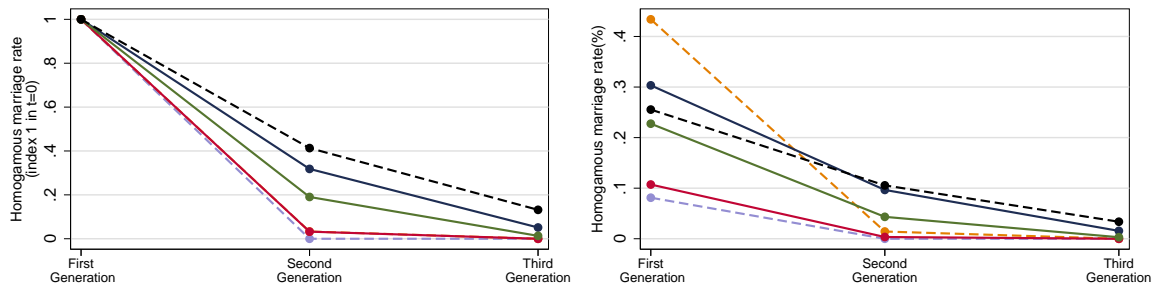 Homogamous marriage rate
(index 1 in t=0)
1
.8
.6
.4
.2
0
First
Generation
Second
Generation
Third
Generation
Homogamous marriage rate(%)
.4
.3
.2
.1
0
First
Generation
Second
Generation
Third
Generation